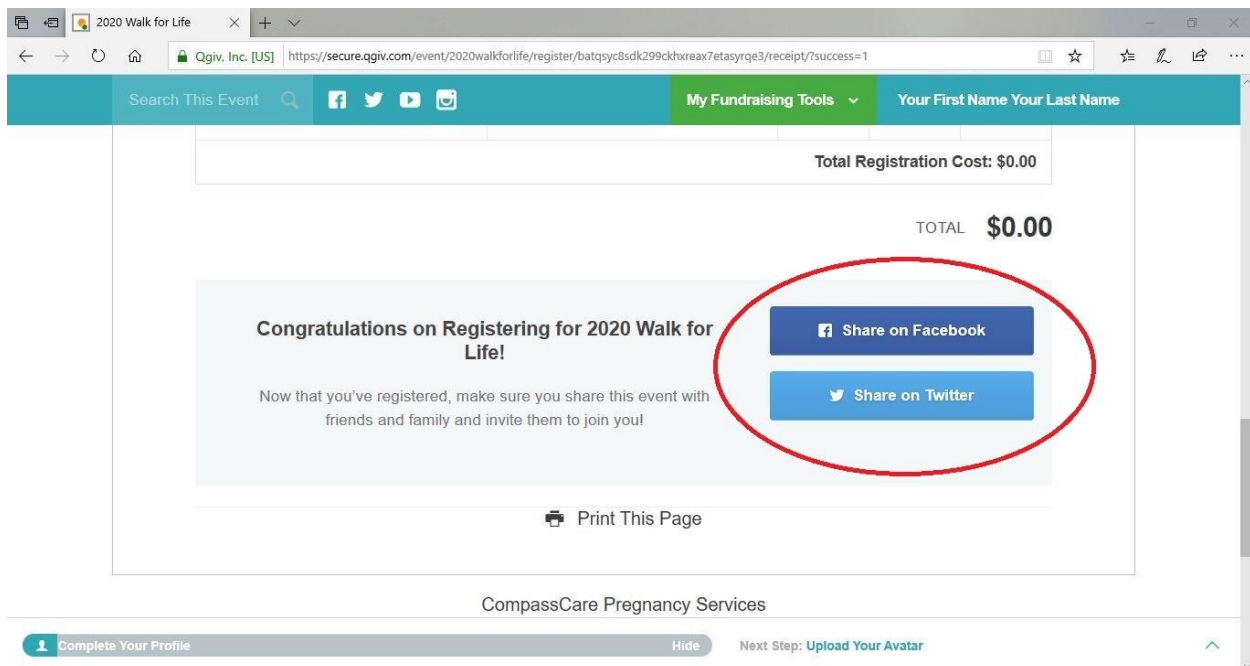 2020 Walk for Life
Qgiv, Inc. [US] https://secure.qgiv.com/event/2020walkforlife/register/batqsyc8sdk299ckhxreax7etasyrqe3/receipt/?success=1
Search This Event My Fundraising Tools Your First Name Your Last Name
Total Registration Cost: $0.00
TOTAL $0.00
Congratulations on Registering for 2020 Walk for
Life!
Now that you've registered, make sure you share this event with
friends and family and invite them to join you!
Share on Facebook
Share on Twitter
Print This Page
CompassCare Pregnancy Services
Complete Your Profile Hide Next Step: Upload Your Avatar